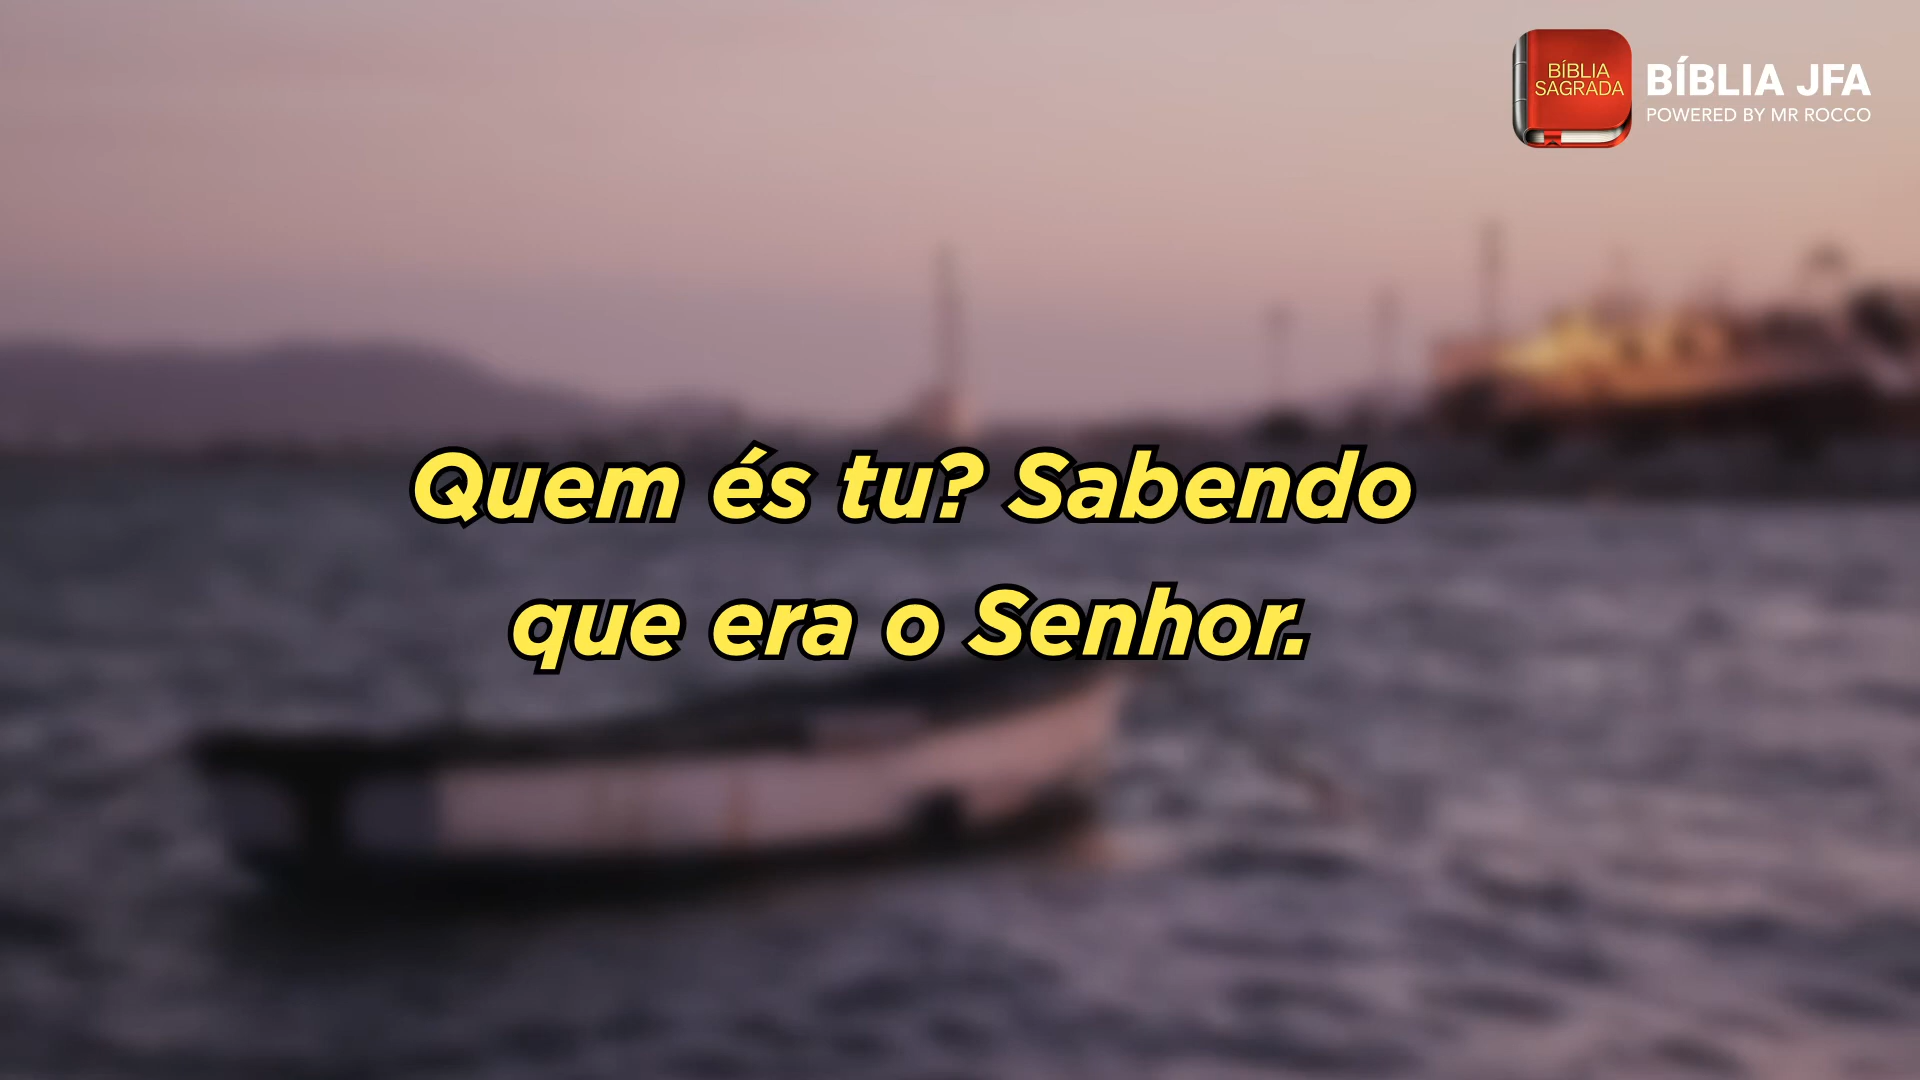 BÍBLIA
SAGRADA
BÍBLIA JFA
POWERED BY MR ROCCO
Quem és tu? Sabendo
que era o Senhor.